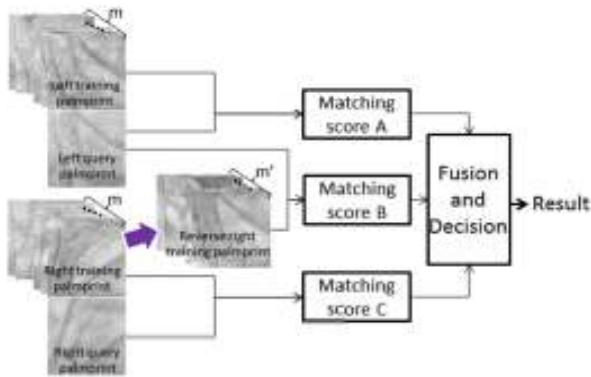 m
Left training
palmprint
Left query
palmprint
m
Right training
palmprint
Right query
palmprint
m'
Reverse right
training palmprint
Matching
score A
Matching
score B
Matching
score C
Fusion
and
Decision
Result